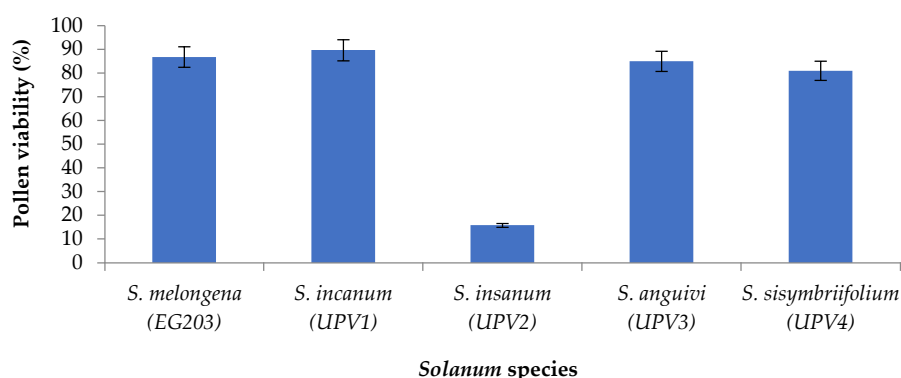 Pollen viability (%)
100
90
80
70
60
50
40
30
20
10
0
S. melongena S. incanum S. insanum S. anguivi S. sisymbriifolium
(EG203) (UPV1) (UPV2) (UPV3) (UPV4)
Solanum species